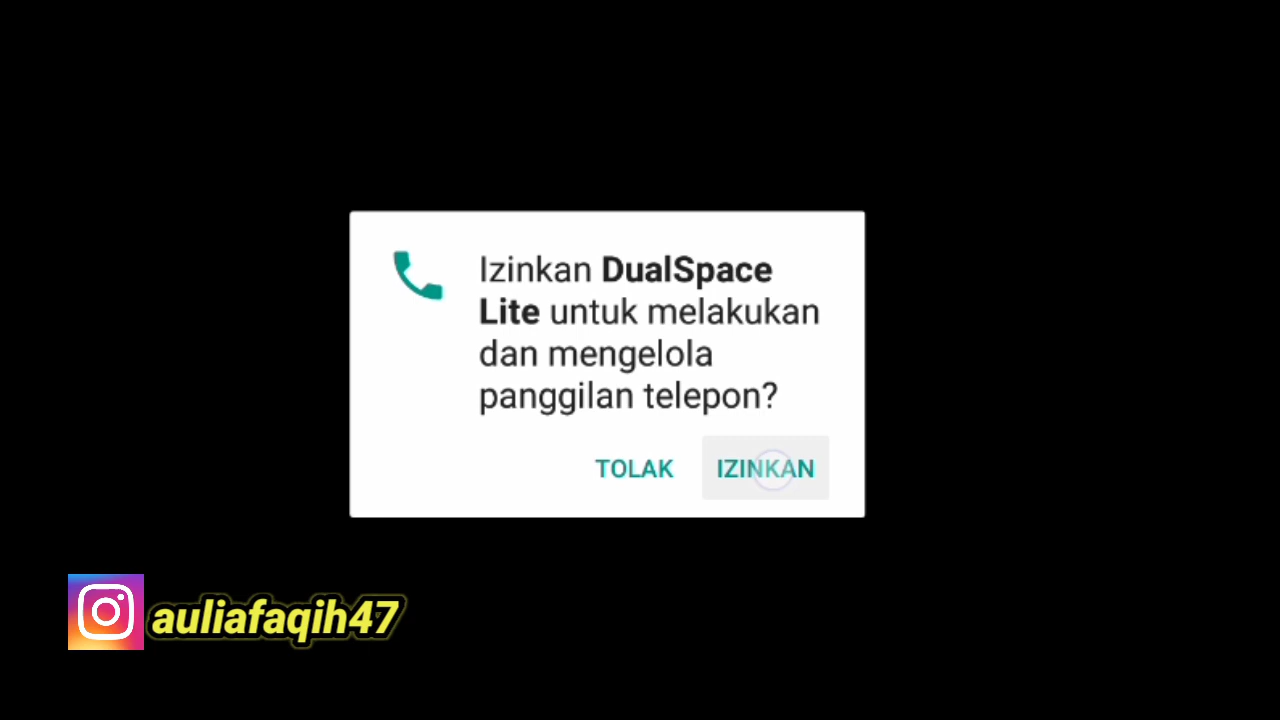 Izinkan DualSpace
Lite untuk melakukan
dan mengelola
panggilan telepon?
TOLAK IZINKAN
auliafaqih47